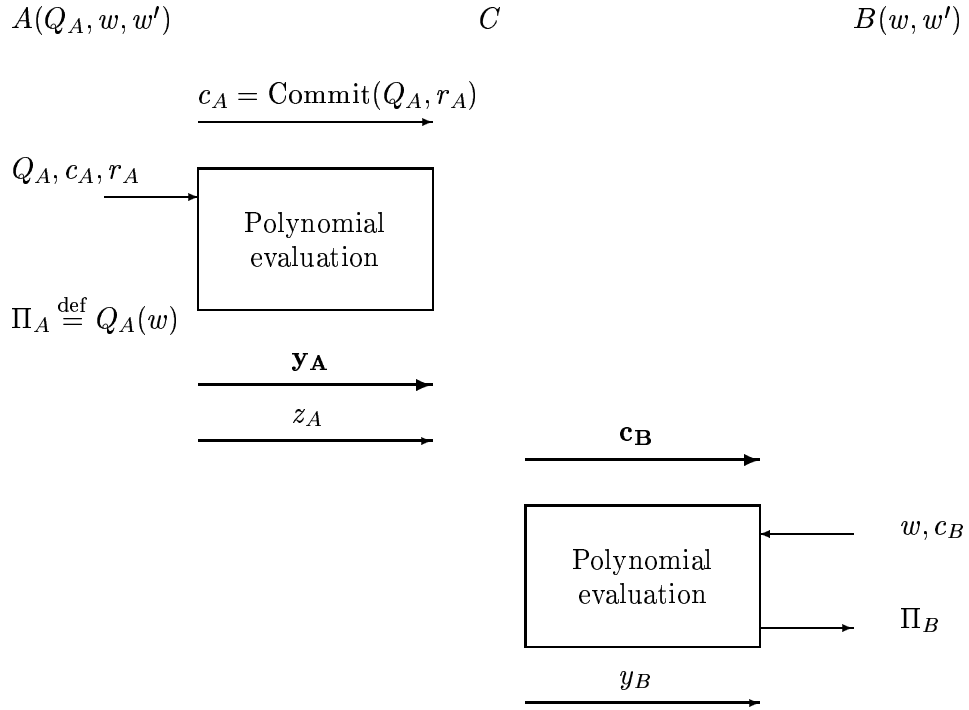 A(Q_A, w, w') C B(w, w')
c_A = Commit(Q_A, r_A)
Q_A, c_A, r_A
Polynomial
evaluation
Π_A def= Q_A(w)
y_A
z_A
c_B
w, c_B
Polynomial
evaluation
Π_B
y_B